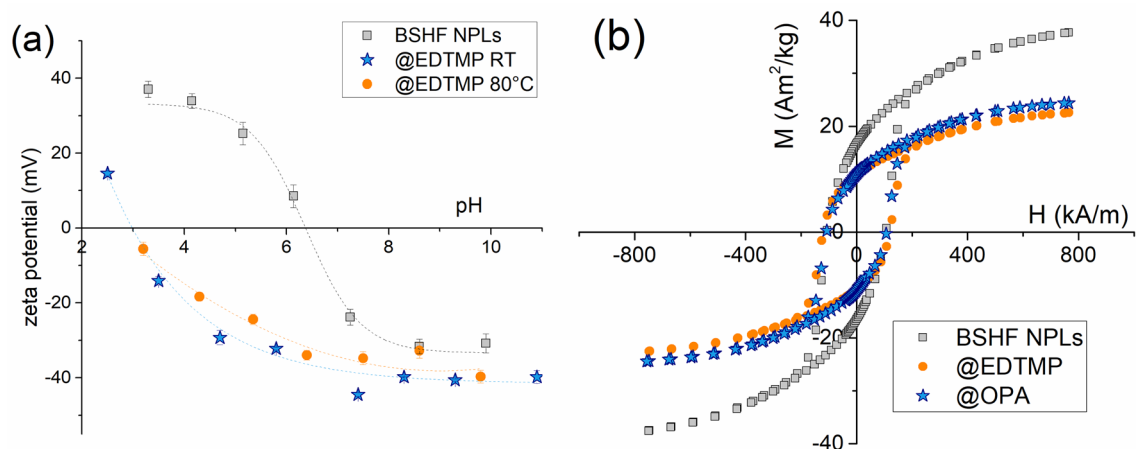 (a)
BSHF NPLs
@EDTMP RT
@EDTMP 80°C
zeta potential (mV)
40
20
0
-20
-40
pH
2 4 6 8 10
(b)
M (Am²/kg)
40
20
0
-20
-40
H (kA/m)
-800 -400 0 400 800
BSHF NPLs
@EDTMP
@OPA